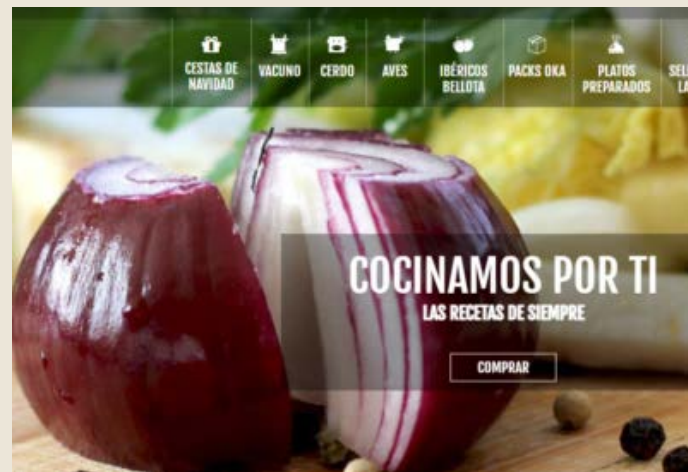 CESTAS DE
NAVIDAD
VACUNO
CERDO
AVES
IBÉRICOS
BELLOTA
PACKS OKA
PLATOS
PREPARADOS
COCINAMOS POR TI
LAS RECETAS DE SIEMPRE
COMPRAR